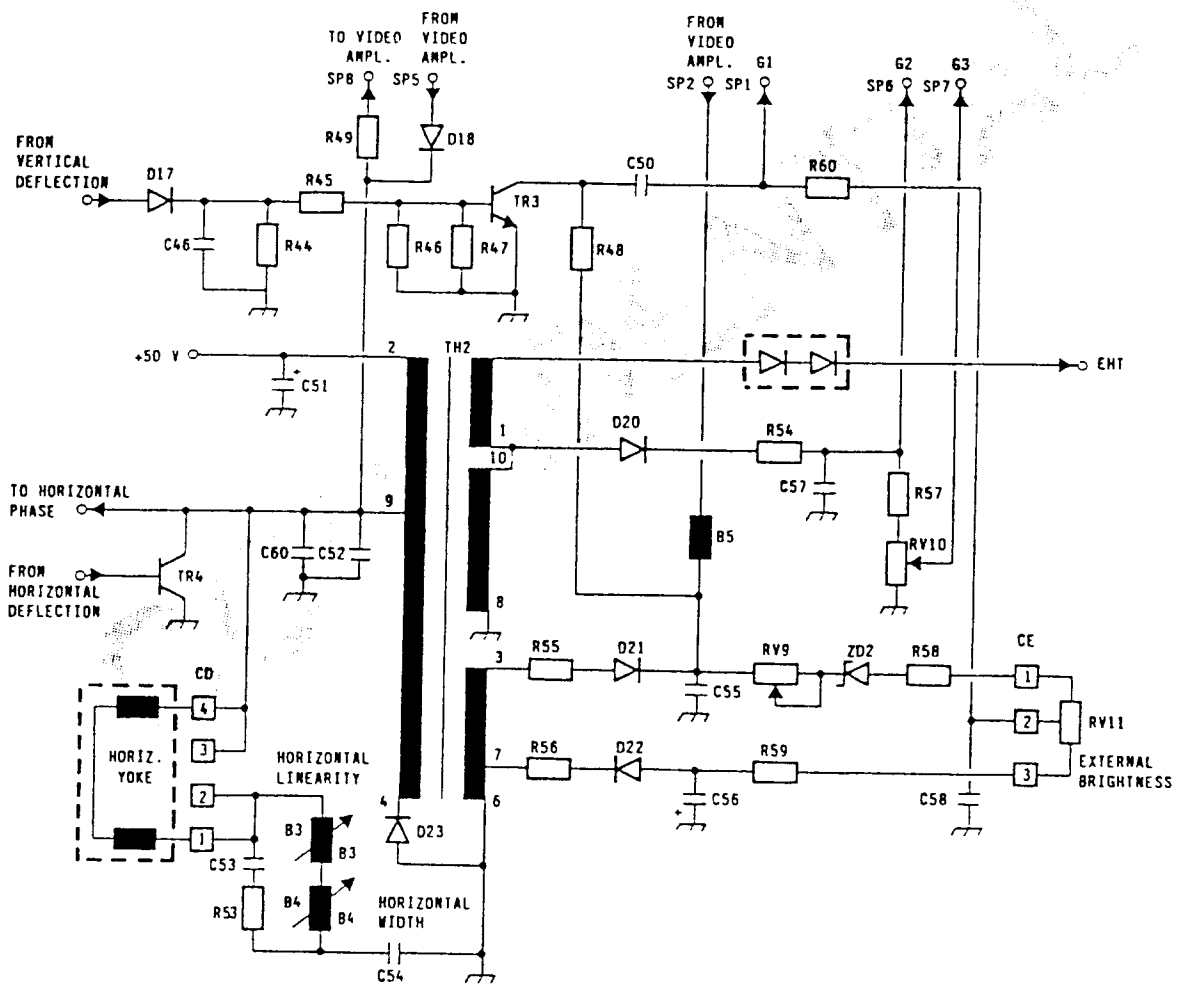 TO VIDEO
AMPL.
SP8
FROM
VIDEO
AMPL.
SP5
FROM
VIDEO
AMPL.
SP2
G1
SP1
G2
SP6
G3
SP7
R49
D18
FROM
VERTICAL
DEFLECTION
D17
R45
C50
R60
TR3
C46
R44
R46
R47
R48
+50 V
2
TH2
+
C51
EHT
1
10
D20
R54
C57
R57
TO HORIZONTAL
PHASE
9
B5
RV10
C60
C52
FROM
HORIZONTAL
DEFLECTION
TR4
8
3
R55
D21
RV9
ZD2
R58
CE
1
C55
CD
4
3
2
1
HORIZ.
YOKE
HORIZONTAL
LINEARITY
7
R56
D22
R59
2
RV11
3
EXTERNAL
BRIGHTNESS
C56
+
C58
4
6
D23
B3
B3
C53
R53
B4
B4
HORIZONTAL
WIDTH
C54